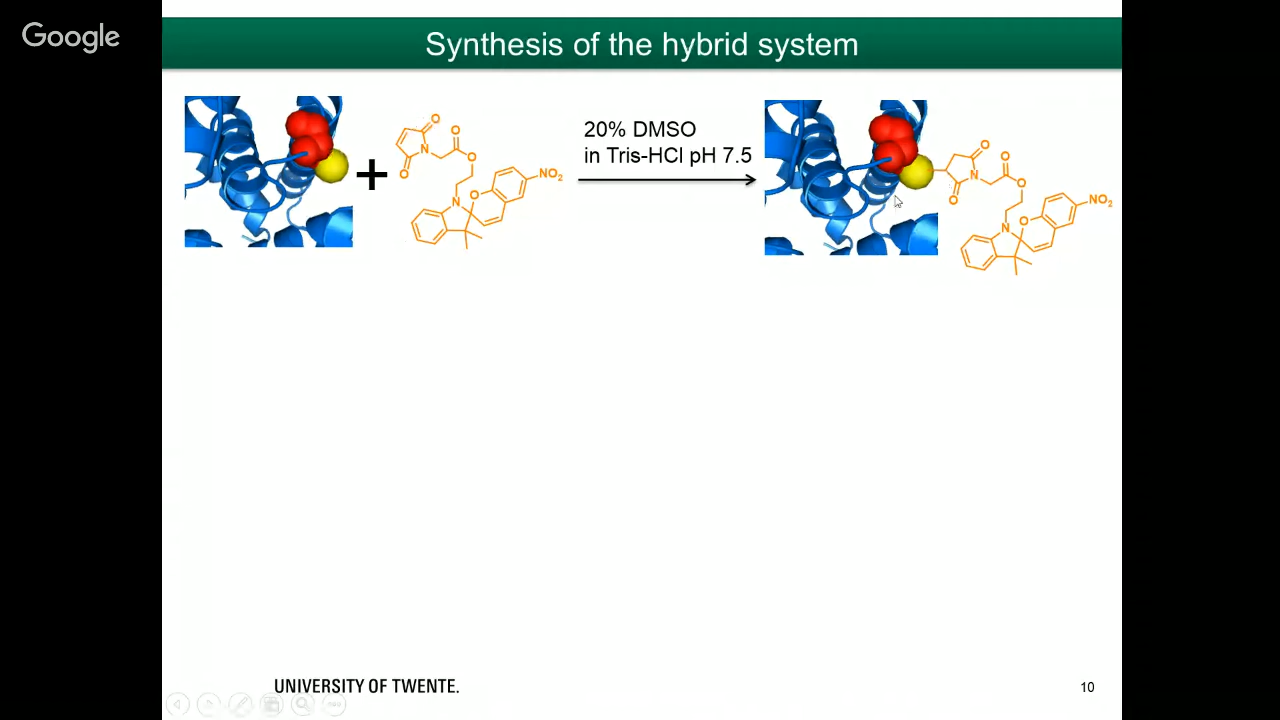 Google
Synthesis of the hybrid system
+
20% DMSO
in Tris-HCl pH 7.5
O
O
N
O
O
O
N
NO2
O
O
N
O
O
O
N
NO2
UNIVERSITY OF TWENTE.
10